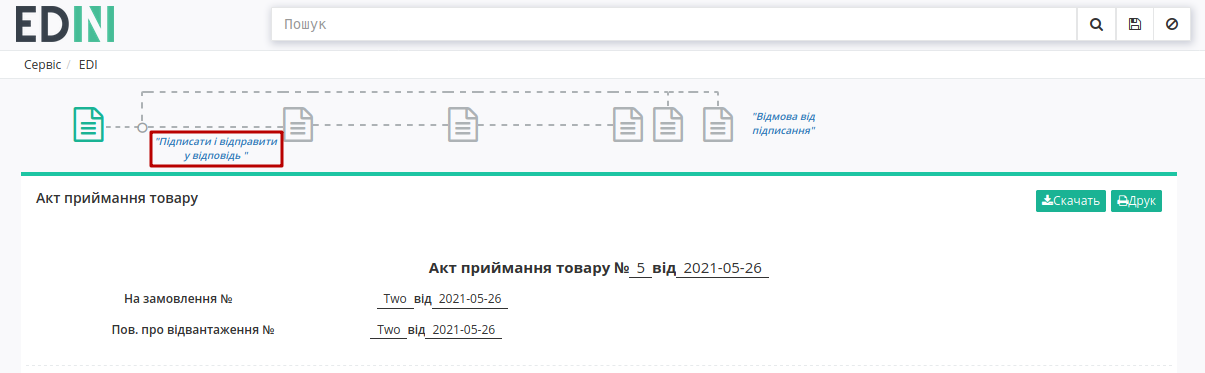 EDIN
Пошук
Сервіс / EDI
"Підписати і відправити
у відповідь "
"Відмова від
підписання"
Акт приймання товару
Скачать Друк
Акт приймання товару № 5 від 2021-05-26
На замовлення № Two від 2021-05-26
Пов. про відвантаження № Two від 2021-05-26